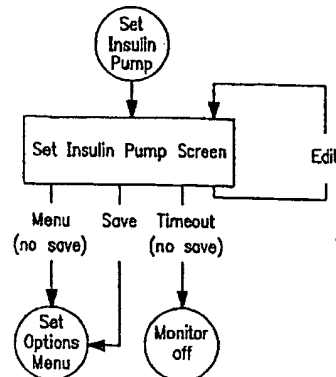 Set
Insulin
Pump
Set Insulin Pump Screen
Edit
Menu
(no save)
Save
Timeout
(no save)
Set
Options
Menu
Monitor
off